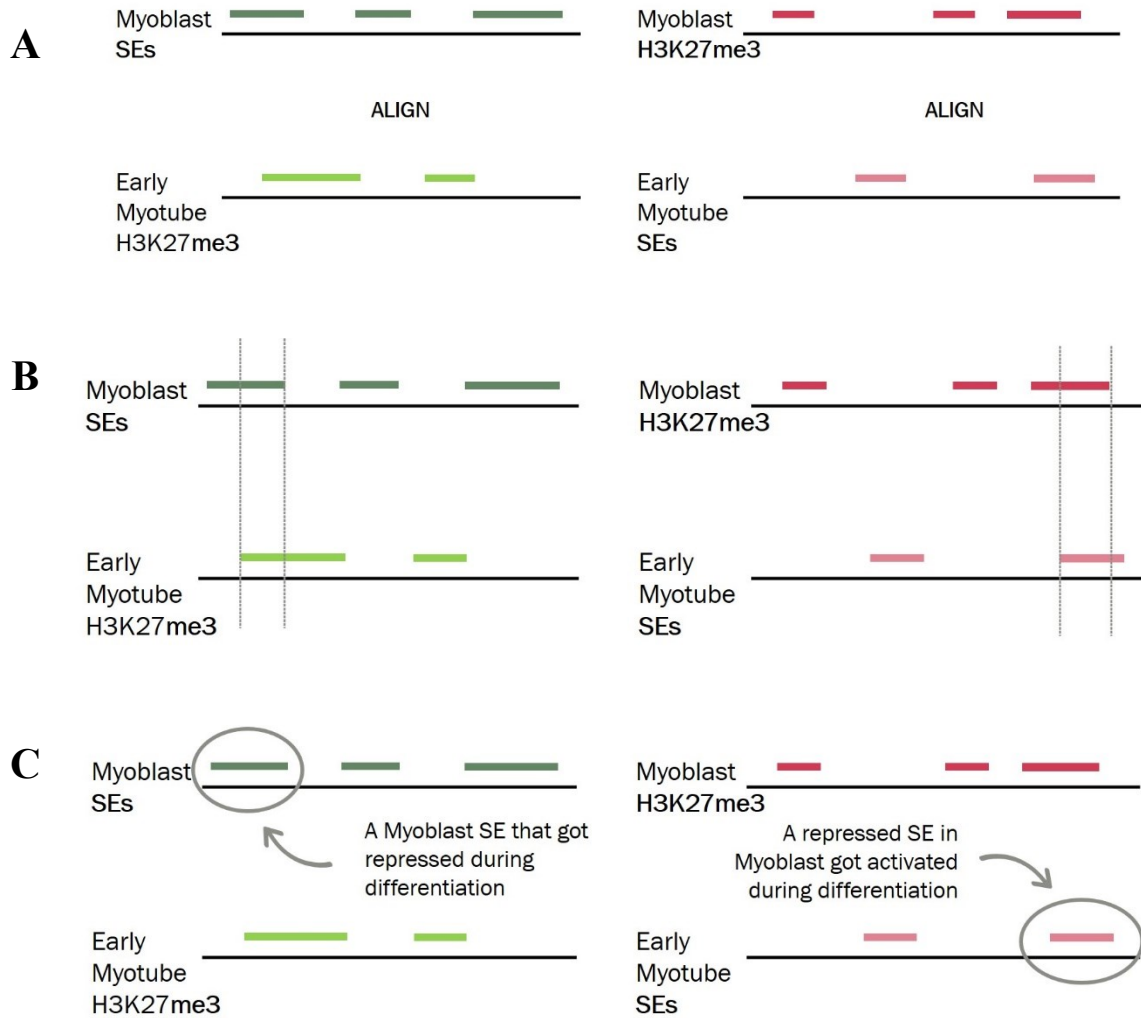 A
Myoblast
SEs
ALIGN
Early
Myotube
H3K27me3
Myoblast
H3K27me3
ALIGN
Early
Myotube
SEs
B
Myoblast
SEs
Early
Myotube
H3K27me3
Myoblast
H3K27me3
Early
Myotube
SEs
C
Myoblast
SEs
A Myoblast SE that got
repressed during
differentiation
Early
Myotube
H3K27me3
Myoblast
H3K27me3
A repressed SE in
Myoblast got activated
during differentiation
Early
Myotube
SEs